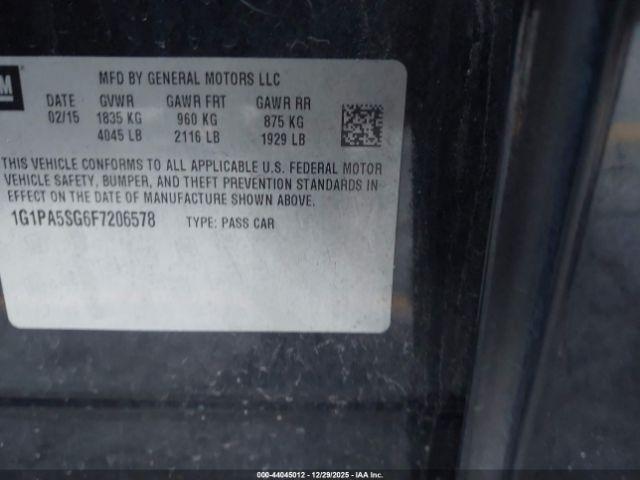 GM
MFD BY GENERAL MOTORS LLC
DATE GVWR GAWR FRT GAWR RR
02/15 1835 KG 960 KG 875 KG
4045 LB 2116 LB 1929 LB
THIS VEHICLE CONFORMS TO ALL APPLICABLE U.S. FEDERAL MOTOR
VEHICLE SAFETY, BUMPER, AND THEFT PREVENTION STANDARDS IN
EFFECT ON THE DATE OF MANUFACTURE SHOWN ABOVE.
1G1PA5SG6F7206578 TYPE: PASS CAR
000-44045012 - 12/29/2025 - IAA Inc.